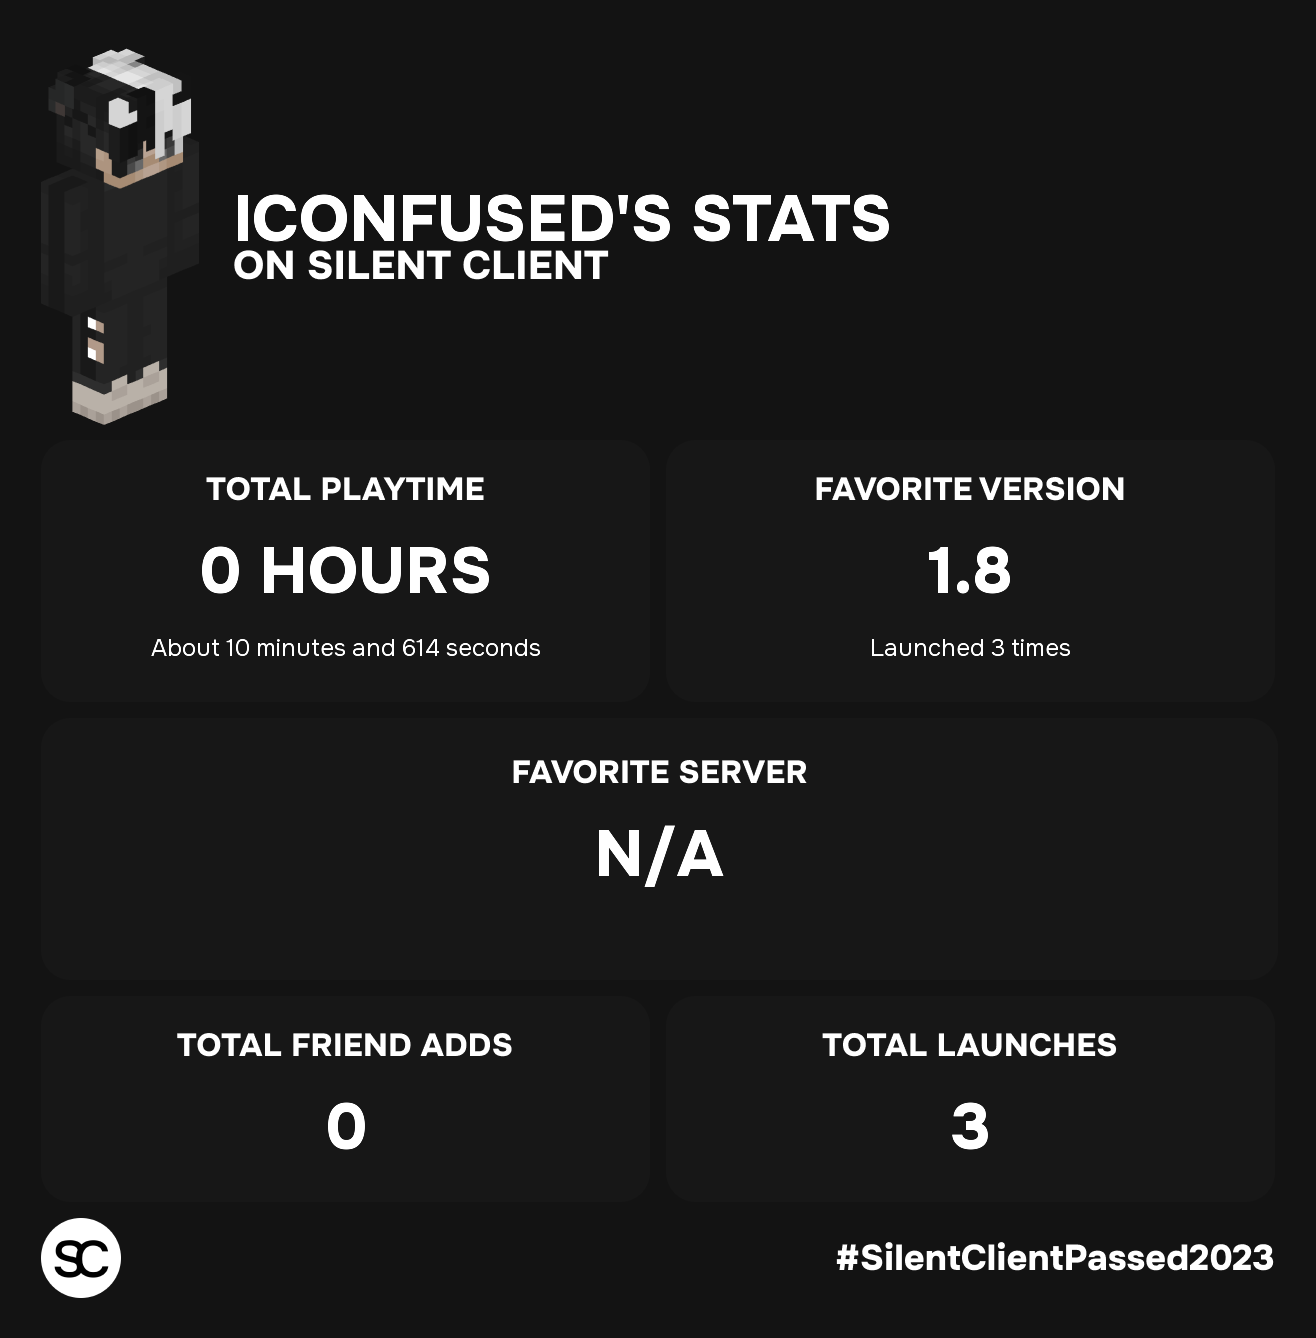 ICONFUSED'S STATS
ON SILENT CLIENT
TOTAL PLAYTIME
0 HOURS
About 10 minutes and 614 seconds
FAVORITE VERSION
1.8
Launched 3 times
FAVORITE SERVER
N/A
TOTAL FRIEND ADDS
0
TOTAL LAUNCHES
3
SC
#SilentClientPassed2023